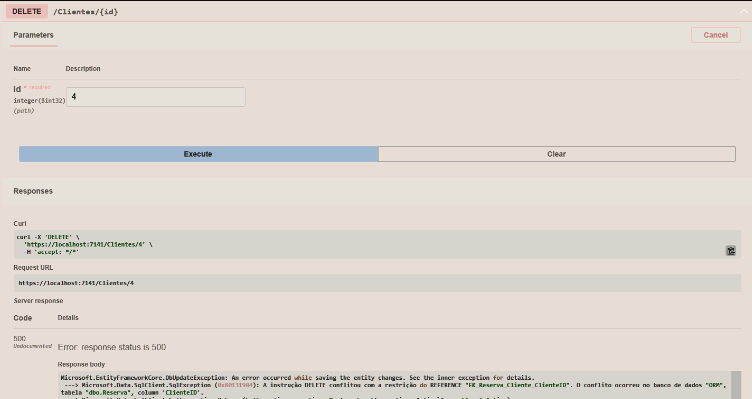 DELETE /Clientes/{id}
Parameters
Cancel
Name Description
id * required
integer($int32)
(path)
4
Execute
Clear
Responses
Curl
curl -X 'DELETE' \
'https://localhost:7141/Clientes/4' \
-H 'accept: */*'
Request URL
https://localhost:7141/Clientes/4
Server response
Code Details
500
Undocumented
Error: response status is 500
Response body
Microsoft.EntityFrameworkCore.DbUpdateException: An error occurred while saving the entity changes. See the inner exception for details.
---> Microsoft.Data.SqlClient.SqlException (0x80131904): A instrução DELETE conflitou com a restrição do REFERENCE "FK_Reserva_Cliente_ClienteID". O conflito ocorreu no banco de dados "ORM",
tabela "dbo.Reserva", column 'ClienteID'.